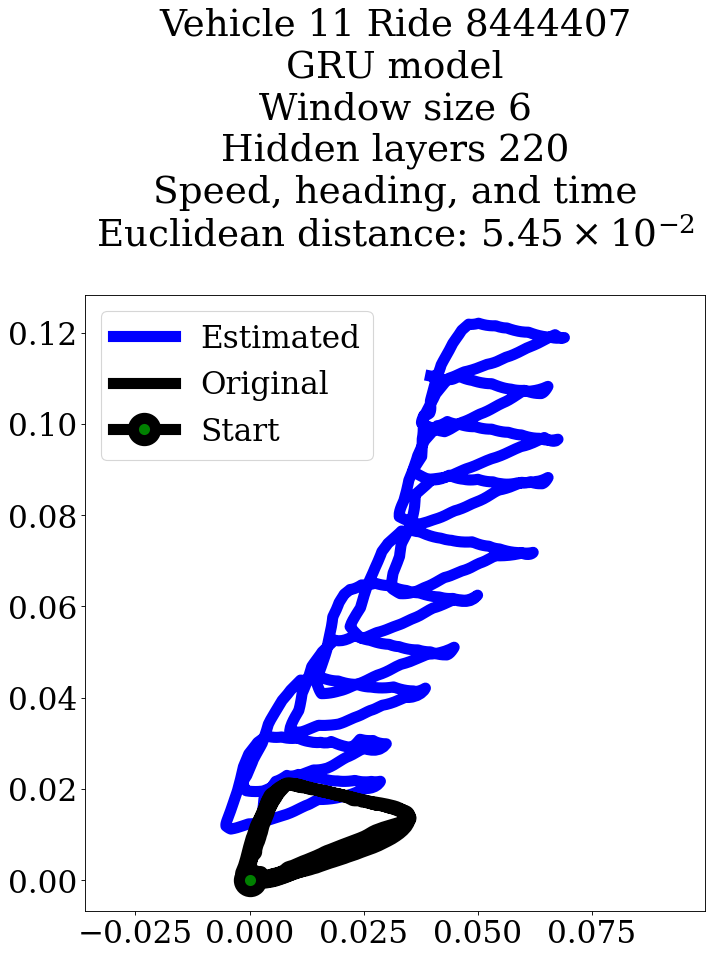 Vehicle 11 Ride 8444407
GRU model
Window size 6
Hidden layers 220
Speed, heading, and time
Euclidean distance: 5.45 × 10⁻²
Estimated
Original
Start
0.12
0.10
0.08
0.06
0.04
0.02
0.00
−0.025 0.000 0.025 0.050 0.075